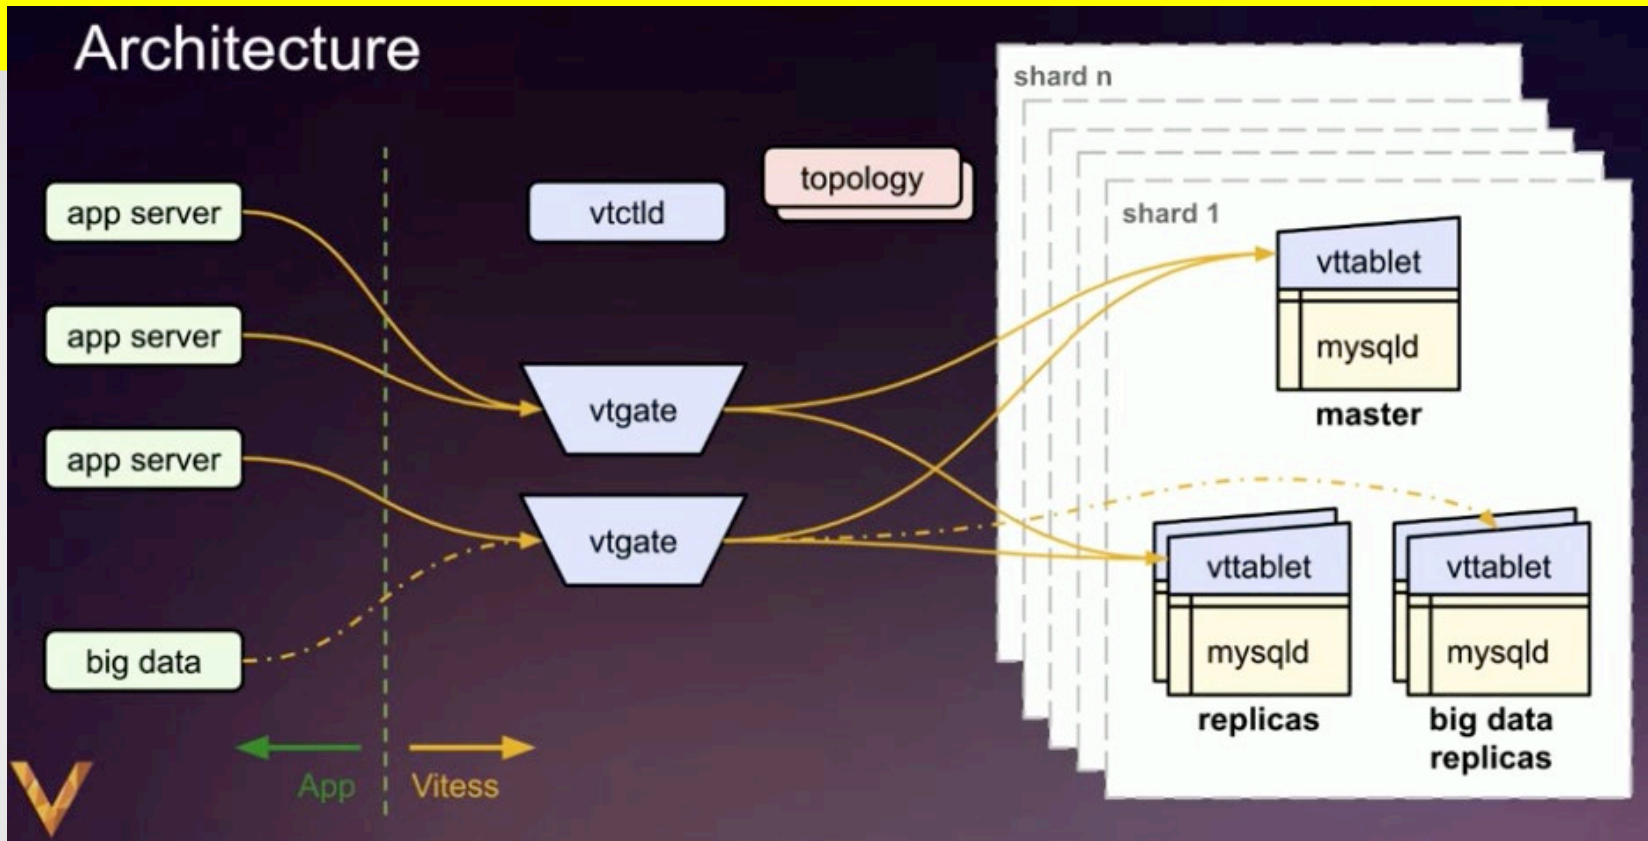 Architecture
shard n
topology
app server
vtctld
shard 1
vttablet
app server
mysqld
vtgate
master
app server
vtgate
vttablet
vttablet
big data
mysqld
mysqld
replicas
big data
replicas
App
Vitess